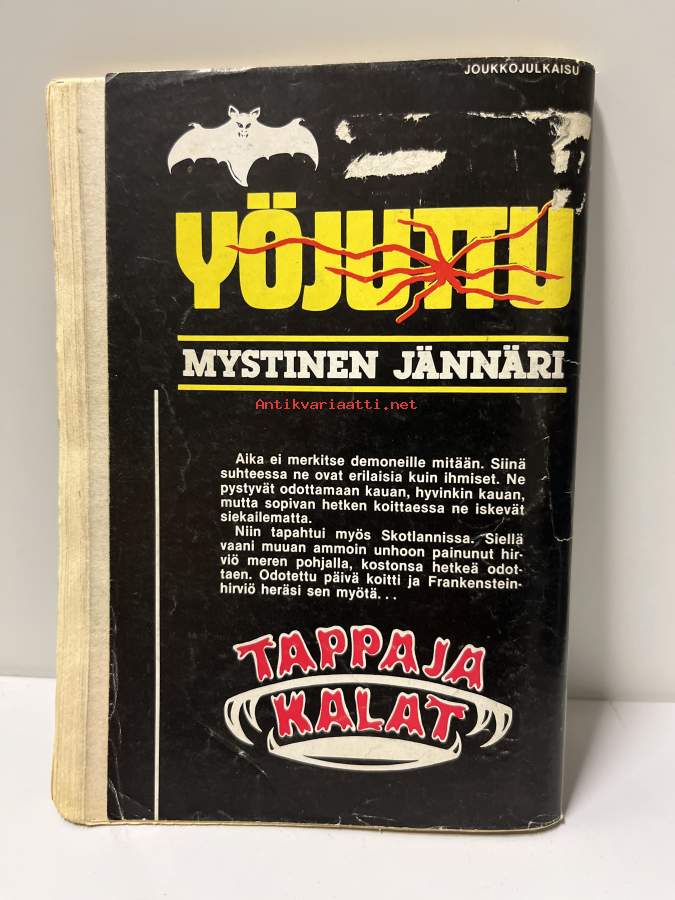 JOUKKOJULKAISU
YÖJUTTU
MYSTINEN JÄNNÄRI
Antikvariaatti.net
Aika ei merkitse demoneille mitään. Siinä
suhteessa ne ovat erilaisia kuin ihmiset. Ne
pystyvät odottamaan kauan, hyvinkin kauan,
mutta sopivan hetken koittaessa ne iskevät
siekailematta.
Niin tapahtui myös Skotlannissa. Siellä
vaani muuan ammoin unhoon painunut hir-
viö meren pohjalla, kostonsa hetkeä odot-
taen. Odotettu päivä koitti ja Frankenstein-
hirviö heräsi sen myötä...
TAPPAJA
KALAT